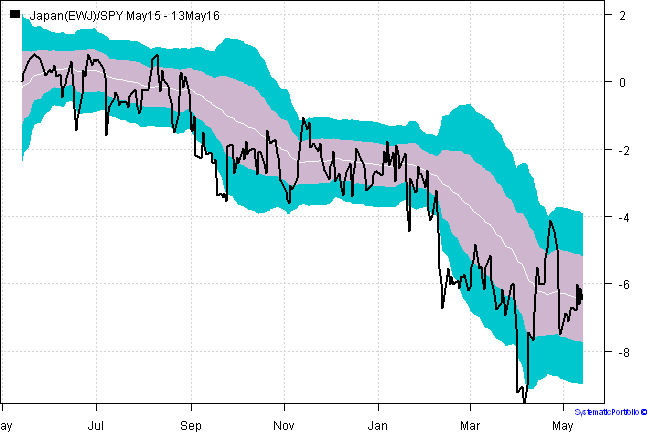 Japan(EWJ)/SPY May15 - 13May16
2
0
-2
-4
-6
-8
ay Jul Sep Nov Jan Mar May
SystematicPortfolio ©